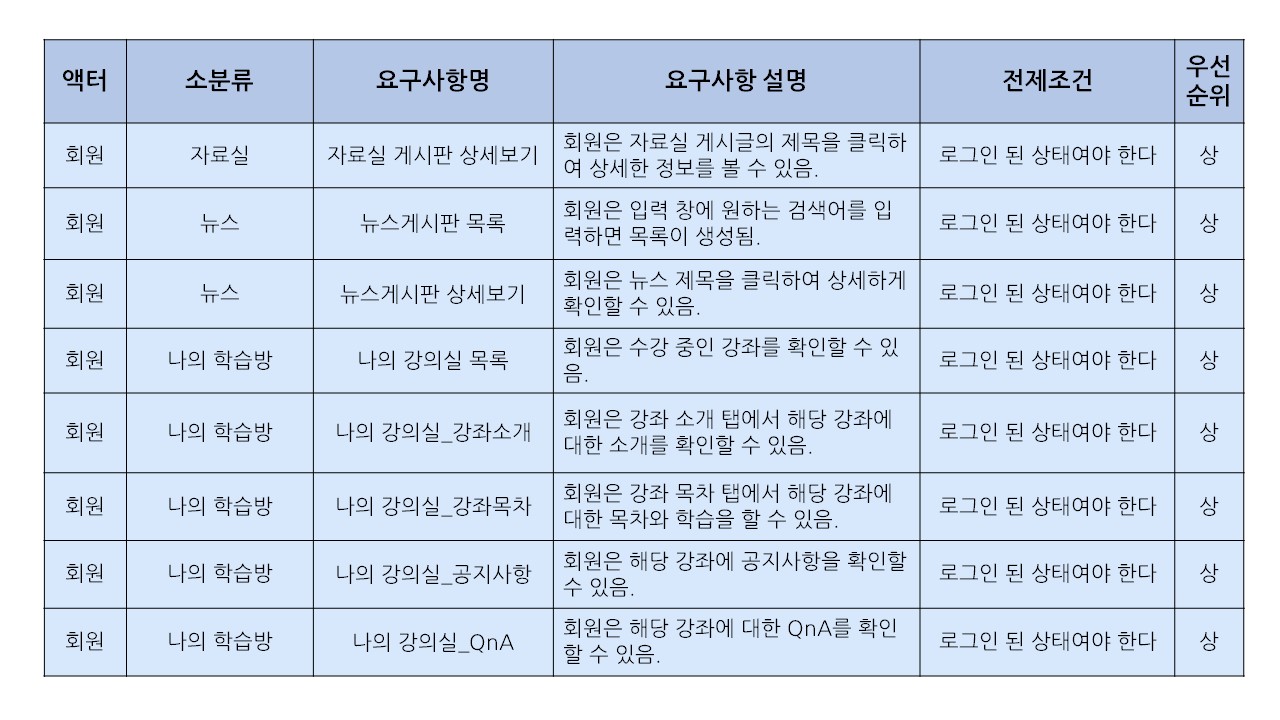 액터 소분류 요구사항명 요구사항 설명 전제조건 우선
순위
회원 자료실 자료실 게시판 상세보기 회원은 자료실 게시글의 제목을 클릭하
여 상세한 정보를 볼 수 있음. 로그인 된 상태여야 한다 상
회원 뉴스 뉴스게시판 목록 회원은 입력 창에 원하는 검색어를 입
력하면 목록이 생성됨. 로그인 된 상태여야 한다 상
회원 뉴스 뉴스게시판 상세보기 회원은 뉴스 제목을 클릭하여 상세하게
확인할 수 있음. 로그인 된 상태여야 한다 상
회원 나의 학습방 나의 강의실 목록 회원은 수강 중인 강좌를 확인할 수 있
음. 로그인 된 상태여야 한다 상
회원 나의 학습방 나의 강의실_강좌소개 회원은 강좌 소개 탭에서 해당 강좌에
대한 소개를 확인할 수 있음. 로그인 된 상태여야 한다 상
회원 나의 학습방 나의 강의실_강좌목차 회원은 강좌 목차 탭에서 해당 강좌에
대한 목차와 학습을 할 수 있음. 로그인 된 상태여야 한다 상
회원 나의 학습방 나의 강의실_공지사항 회원은 해당 강좌에 공지사항을 확인할
수 있음. 로그인 된 상태여야 한다 상
회원 나의 학습방 나의 강의실_QnA 회원은 해당 강좌에 대한 QnA를 확인
할 수 있음. 로그인 된 상태여야 한다 상